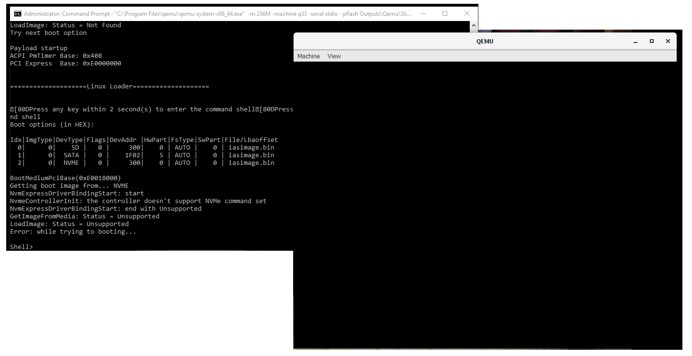 Administrator: Command Prompt - "C:\Program Files\qemu\qemu-system-x86_64.exe" -m 256M -machine q35 -serial stdio -pflash Outputs\Qemu\Sli...
LoadImage: Status = Not Found
Try next boot option
Payload startup
ACPI PmTimer Base: 0x408
PCI Express  Base: 0xE0000000
====================Linux Loader====================
[80DPress any key within 2 second(s) to enter the command shell[80DPress
nd shell
Boot options (in HEX):
Idx|ImgType|DevType|Flags|DevAddr |HwPart|FsType|SwPart|File/Lbaoffset
0| 0| SD | 0 | 300| 0 | AUTO | 0 | iasimage.bin
1| 0| SATA | 0 | 1F02| 5 | AUTO | 0 | iasimage.bin
2| 0| NVME | 0 | 300| 0 | AUTO | 0 | iasimage.bin
BootMediumPciBase(0xE0018000)
Getting boot image from... NVME
NvmExpressDriverBindingStart: start
NvmeControllerInit: the controller doesn't support NVMe command set
NvmExpressDriverBindingStart: end with Unsupported
GetImageFromMedia: Status = Unsupported
LoadImage: Status = Unsupported
Error: while trying to booting...
Shell>
QEMU
Machine View